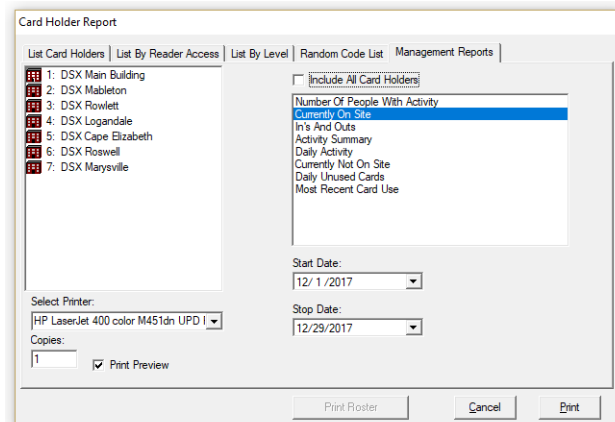 Card Holder Report
List Card Holders List By Reader Access List By Level Random Code List Management Reports
1: DSX Main Building
2: DSX Mableton
3: DSX Rowlett
4: DSX Logandale
5: DSX Cape Elizabeth
6: DSX Roswell
7: DSX Marysville
Include All Card Holders
Number Of People With Activity
Currently On Site
In's And Outs
Activity Summary
Daily Activity
Currently Not On Site
Daily Unused Cards
Most Recent Card Use
Start Date:
12/ 1 /2017
Stop Date:
12/29/2017
Select Printer:
HP LaserJet 400 color M451dn UPD
Copies:
1
Print Preview
Print Roster Cancel Print